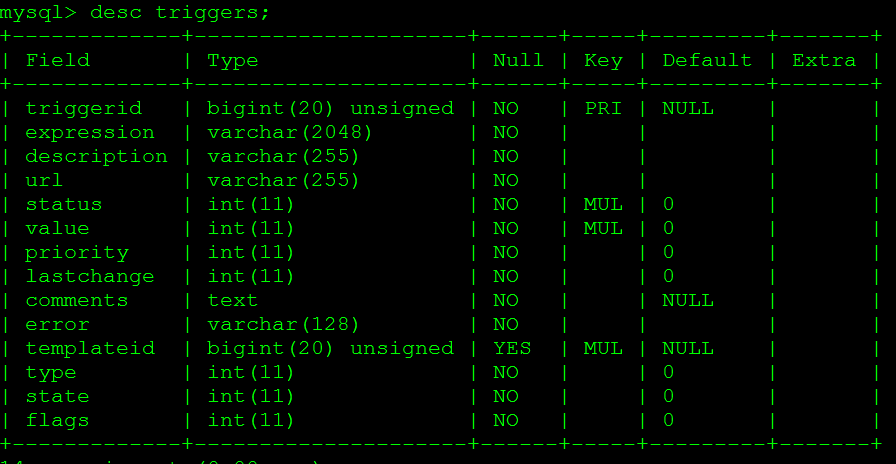 mysql> desc triggers;
+-------------+---------------------+------+-----+---------+-------+
| Field       | Type                | Null | Key | Default | Extra |
+-------------+---------------------+------+-----+---------+-------+
| triggerid   | bigint(20) unsigned | NO   | PRI | NULL    |       |
| expression  | varchar(2048)       | NO   |     |         |       |
| description | varchar(255)        | NO   |     |         |       |
| url         | varchar(255)        | NO   |     |         |       |
| status      | int(11)             | NO   | MUL | 0       |       |
| value       | int(11)             | NO   | MUL | 0       |       |
| priority    | int(11)             | NO   |     | 0       |       |
| lastchange  | int(11)             | NO   |     | 0       |       |
| comments    | text                | NO   |     | NULL    |       |
| error       | varchar(128)        | NO   |     |         |       |
| templateid  | bigint(20) unsigned | YES  | MUL | NULL    |       |
| type        | int(11)             | NO   |     | 0       |       |
| state       | int(11)             | NO   |     | 0       |       |
| flags       | int(11)             | NO   |     | 0       |       |
+-------------+---------------------+------+-----+---------+-------+